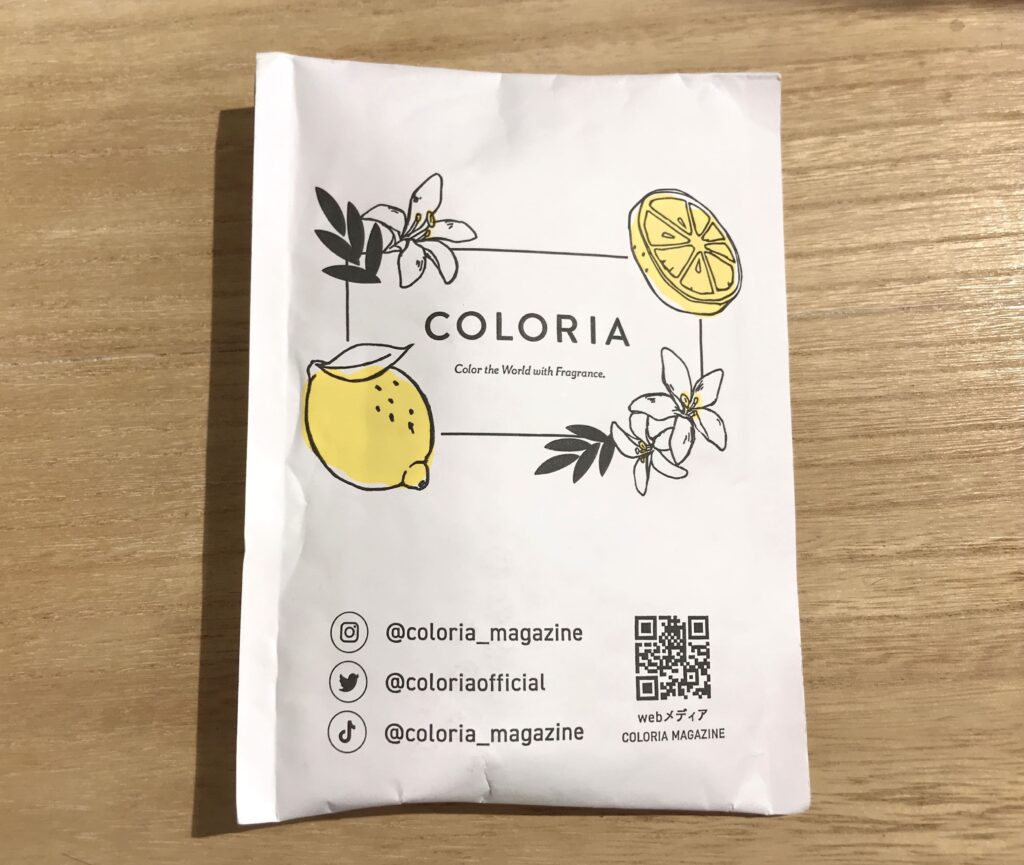 COLORIA
Color the World with Fragrance.
@coloria_magazine
@coloriaofficial
@coloria_magazine
webメディア
COLORIA MAGAZINE